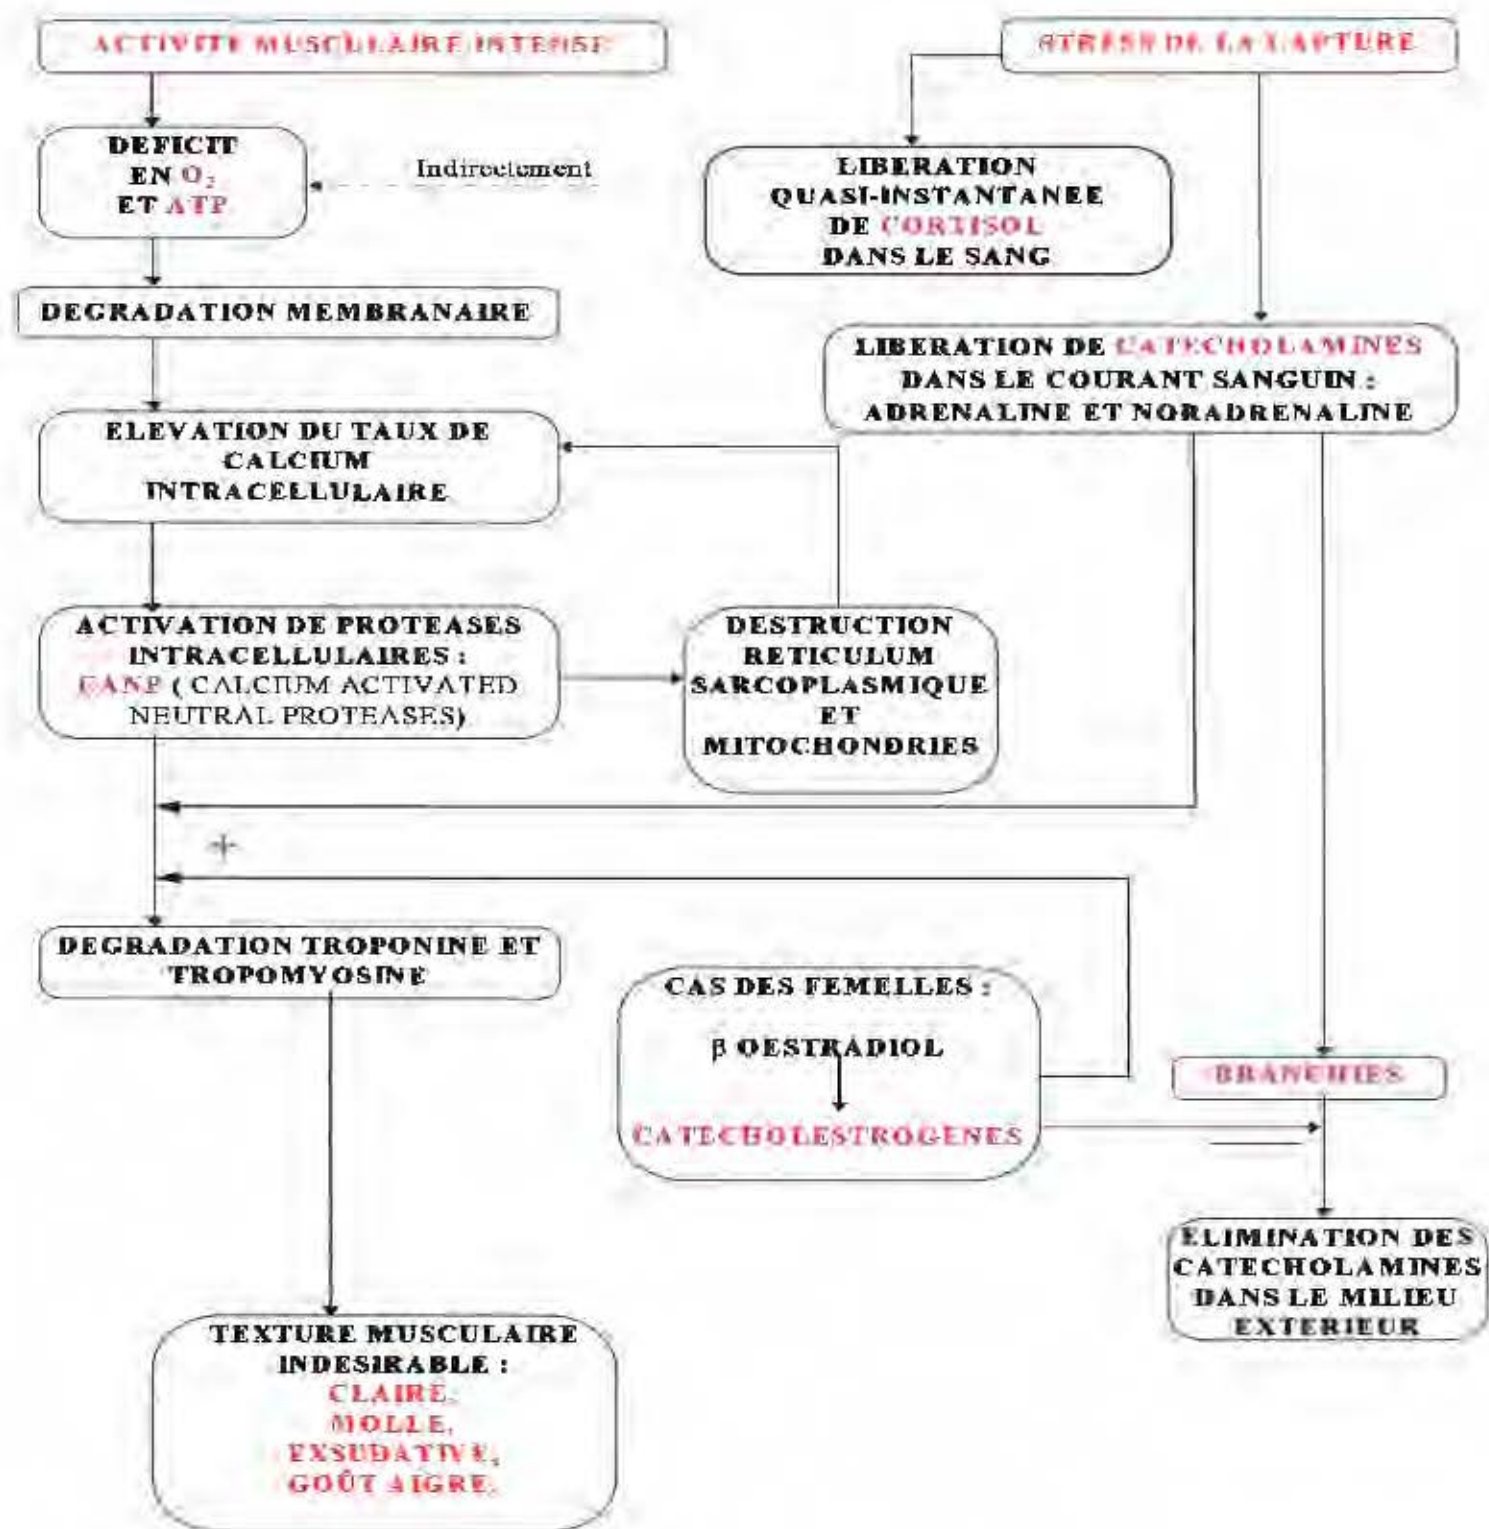 ACTIVITE MUSCULAIRE INTENSE
STRESS DE LA CAPTURE
DEFICIT
EN O₂
ET ATP
Indirectement
LIBERATION
QUASI-INSTANTANEE
DE CORTISOL
DANS LE SANG
DEGRADATION MEMBRANAIRE
LIBERATION DE CATECHOLAMINES
DANS LE COURANT SANGUIN :
ADRENALINE ET NORADRENALINE
ELEVATION DU TAUX DE
CALCIUM
INTRACELLULAIRE
ACTIVATION DE PROTEASES
INTRACELLULAIRES :
CANP ( CALCIUM ACTIVATED
NEUTRAL PROTEASES)
DESTRUCTION
RETICULUM
SARCOPLASMIQUE
ET
MITOCHONDRIES
+
DEGRADATION TROPONINE ET
TROPOMYOSINE
CAS DES FEMELLES :
β OESTRADIOL
CATECHOLESTROGENES
BRANCHIES
ELIMINATION DES
CATECHOLAMINES
DANS LE MILIEU
EXTERIEUR
TEXTURE MUSCULAIRE
INDESIRABLE :
CLAIRE,
MOLLE,
EXSUDATIVE,
GOÛT AIGRE.